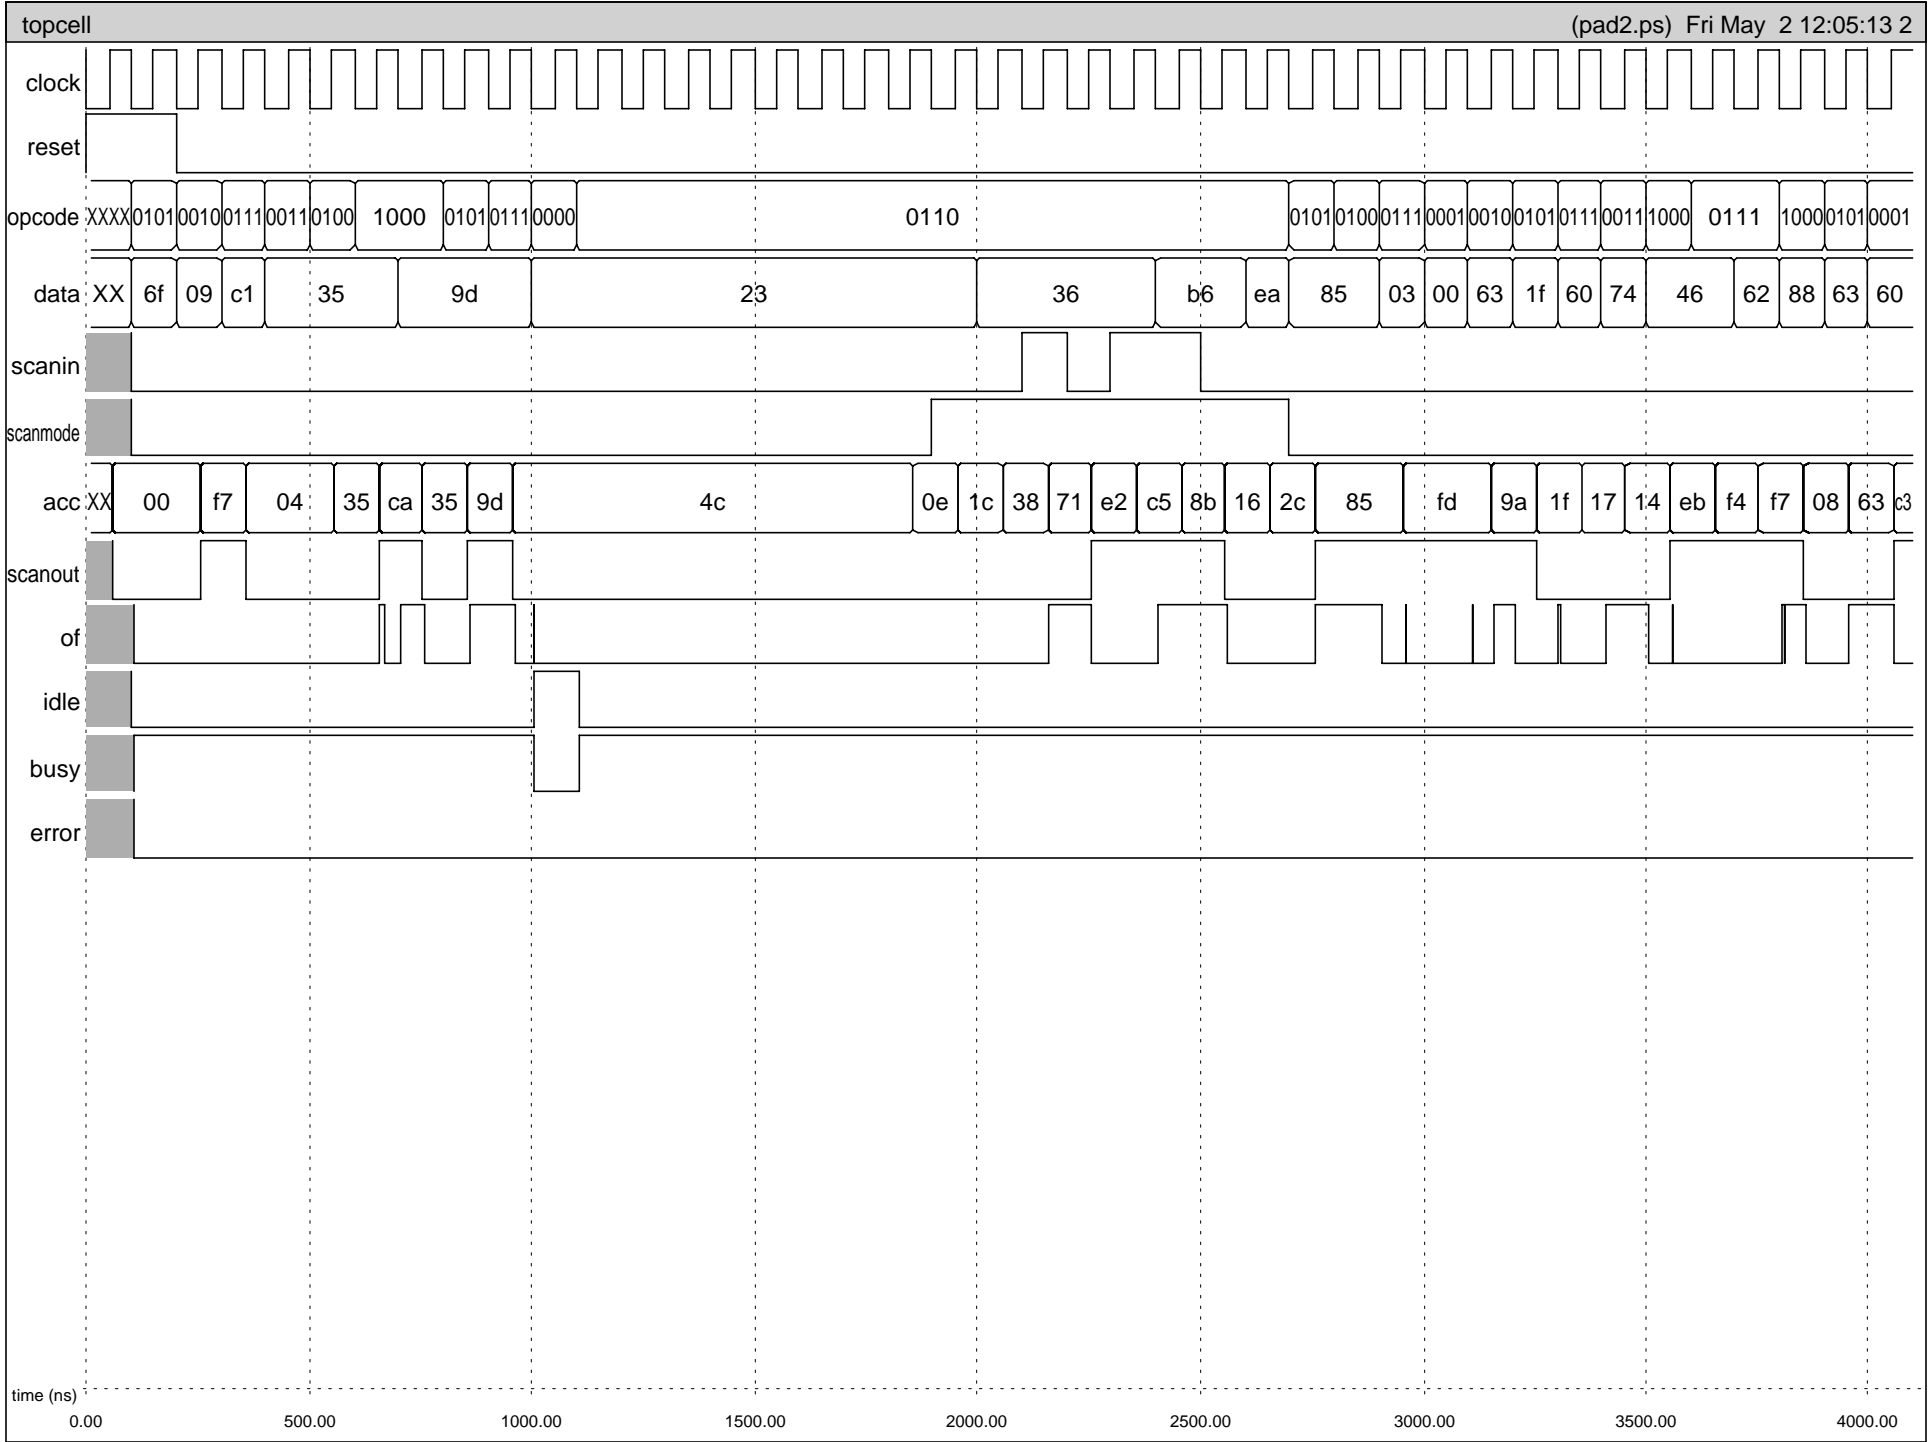 topcell (pad2.ps) Fri May 2 12:05:13 2
clock
reset
opcode XXXX 0101 0010 0111 0011 0100 1000 0101 0111 0000 0110 0101 0100 0111 0001 0010 0101 0111 0011 1000 0111 1000 0101 0001
data XX 6f 09 c1 35 9d 23 36 b6 ea 85 03 00 63 1f 60 74 46 62 88 63 60
scanin
scanmode
acc XX 00 f7 04 35 ca 35 9d 4c 0e 1c 38 71 e2 c5 8b 16 2c 85 fd 9a 1f 17 14 eb f4 f7 08 63 c3
scanout
of
idle
busy
error
time (ns)
0.00 500.00 1000.00 1500.00 2000.00 2500.00 3000.00 3500.00 4000.00